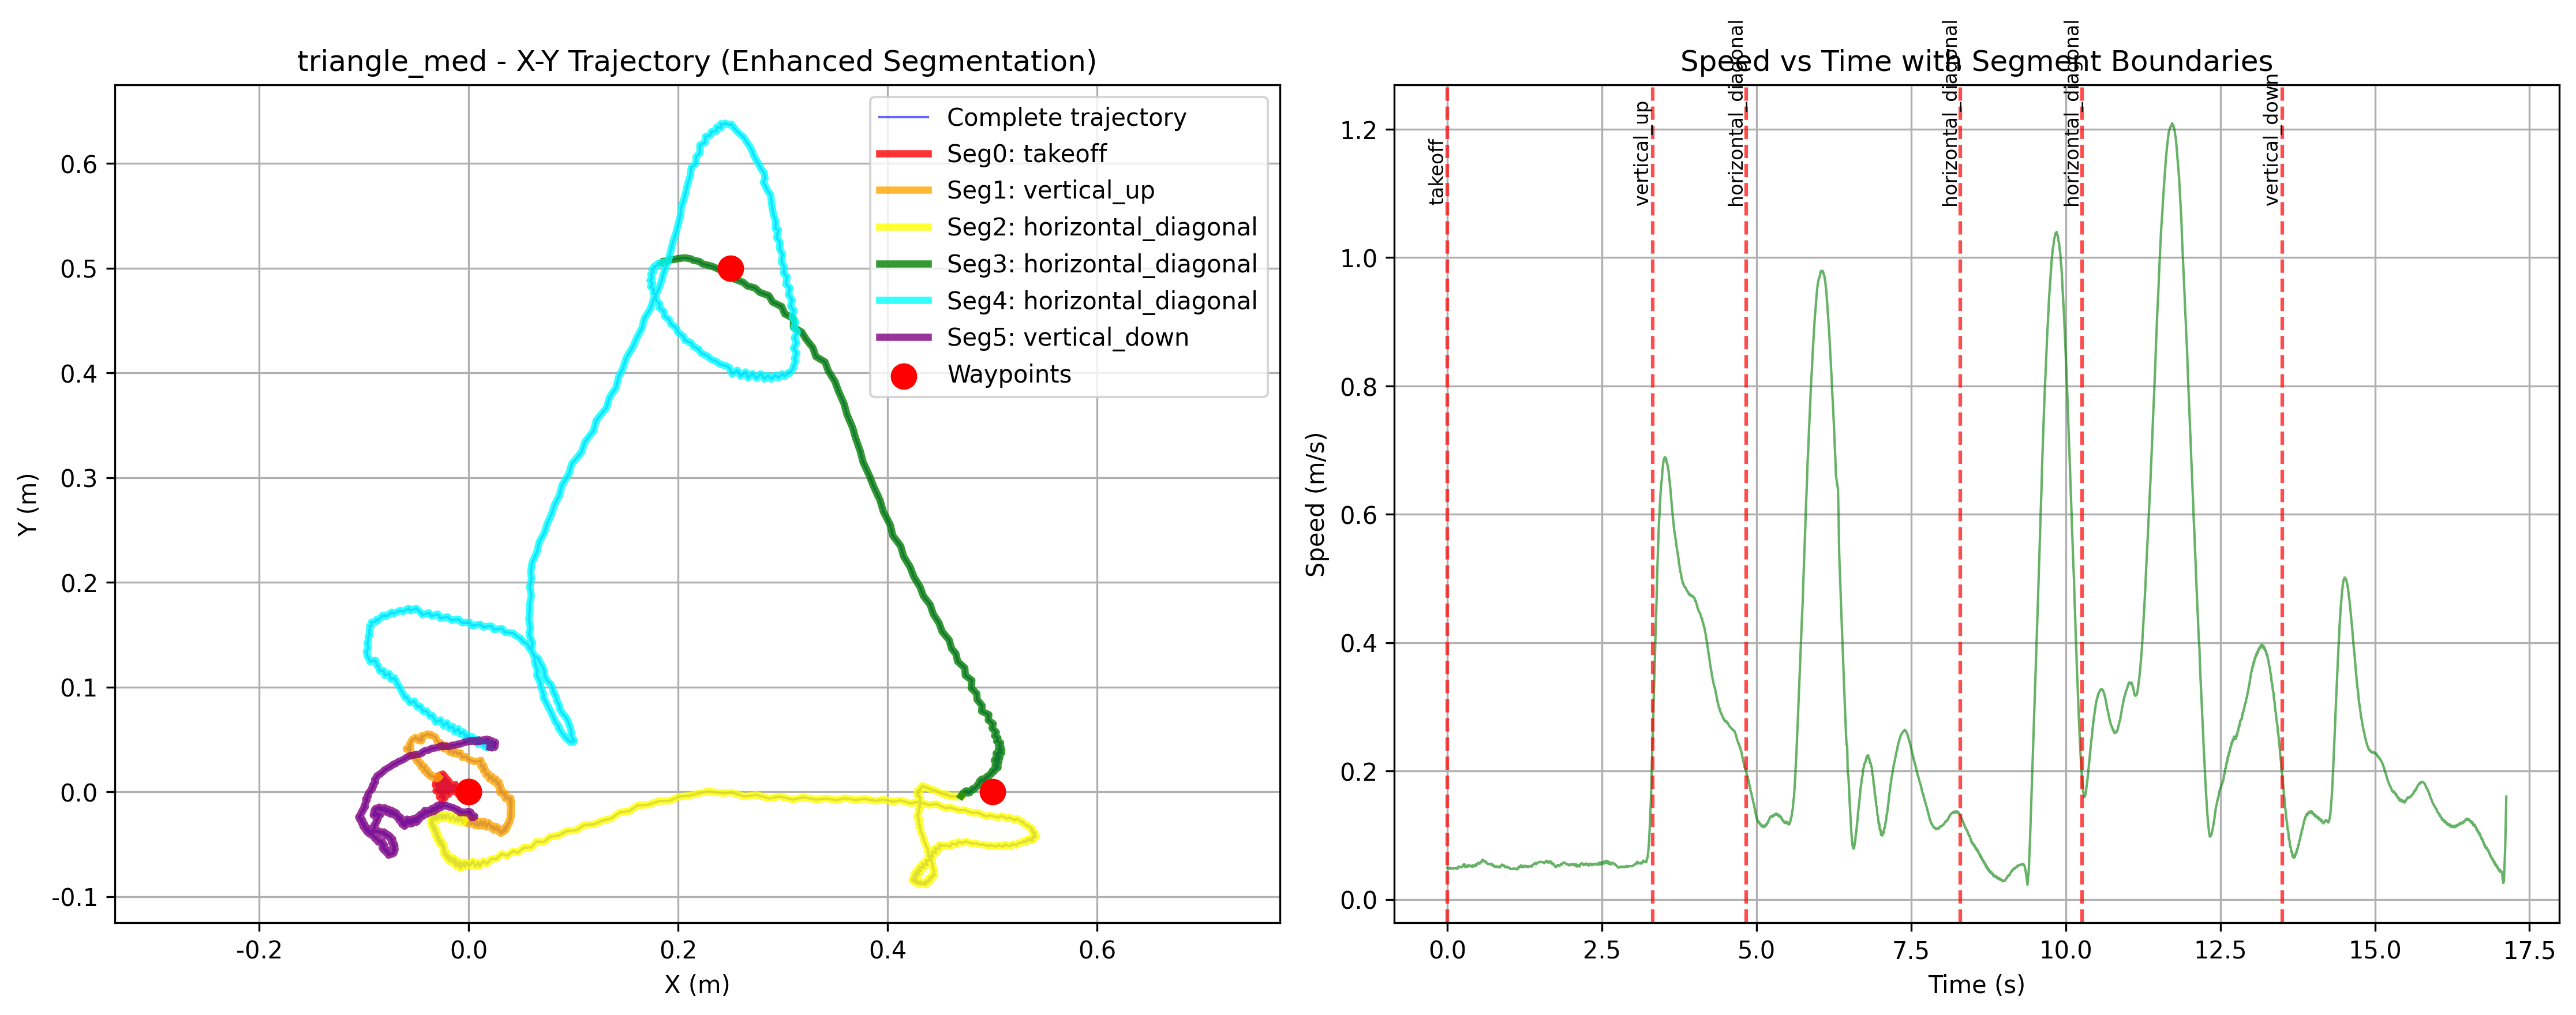 triangle_med - X-Y Trajectory (Enhanced Segmentation)
Complete trajectory
Seg0: takeoff
Seg1: vertical_up
Seg2: horizontal_diagonal
Seg3: horizontal_diagonal
Seg4: horizontal_diagonal
Seg5: vertical_down
Waypoints
Y (m)
0.6
0.5
0.4
0.3
0.2
0.1
0.0
-0.1
-0.2
0.0
0.2
0.4
0.6
X (m)
Speed vs Time with Segment Boundaries
takeoff
vertical_up
horizontal_diagonal
horizontal_diagonal
horizontal_diagonal
vertical_down
Speed (m/s)
1.2
1.0
0.8
0.6
0.4
0.2
0.0
0.0
2.5
5.0
7.5
10.0
12.5
15.0
17.5
Time (s)